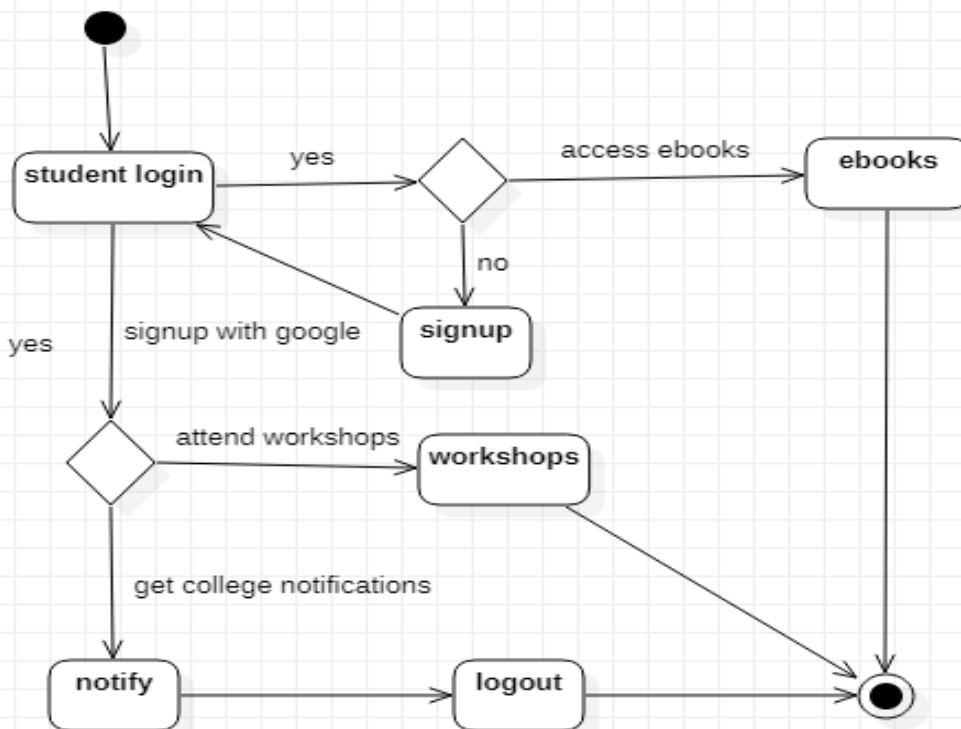 student login
yes
access ebooks
ebooks
no
signup
signup with google
yes
attend workshops
workshops
get college notifications
notify
logout